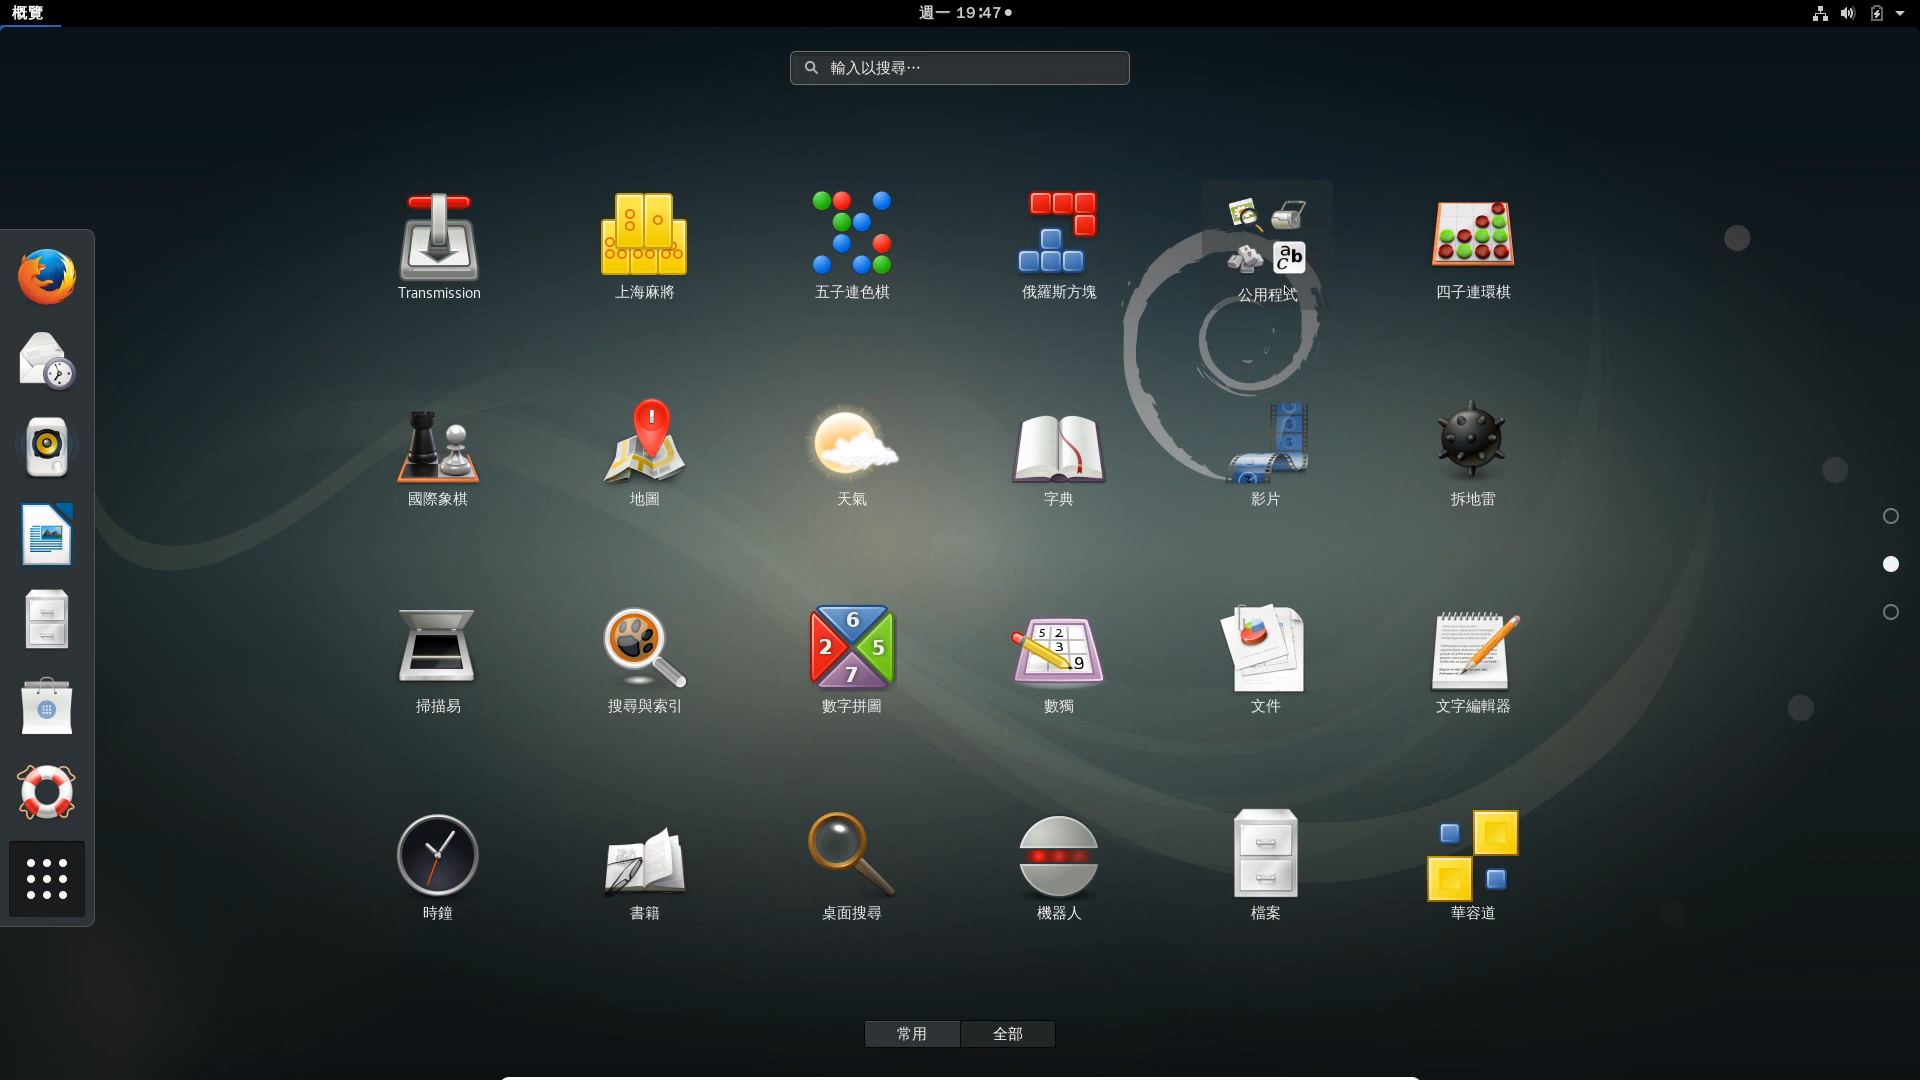 概覽
週一 19:47
輸入以搜尋…
Transmission
上海麻將
五子連色棋
俄羅斯方塊
公用程式
四子連環棋
國際象棋
地圖
天氣
字典
影片
拆地雷
掃描易
搜尋與索引
數字拼圖
數獨
文件
文字編輯器
時鐘
書籍
桌面搜尋
機器人
檔案
華容道
常用
全部